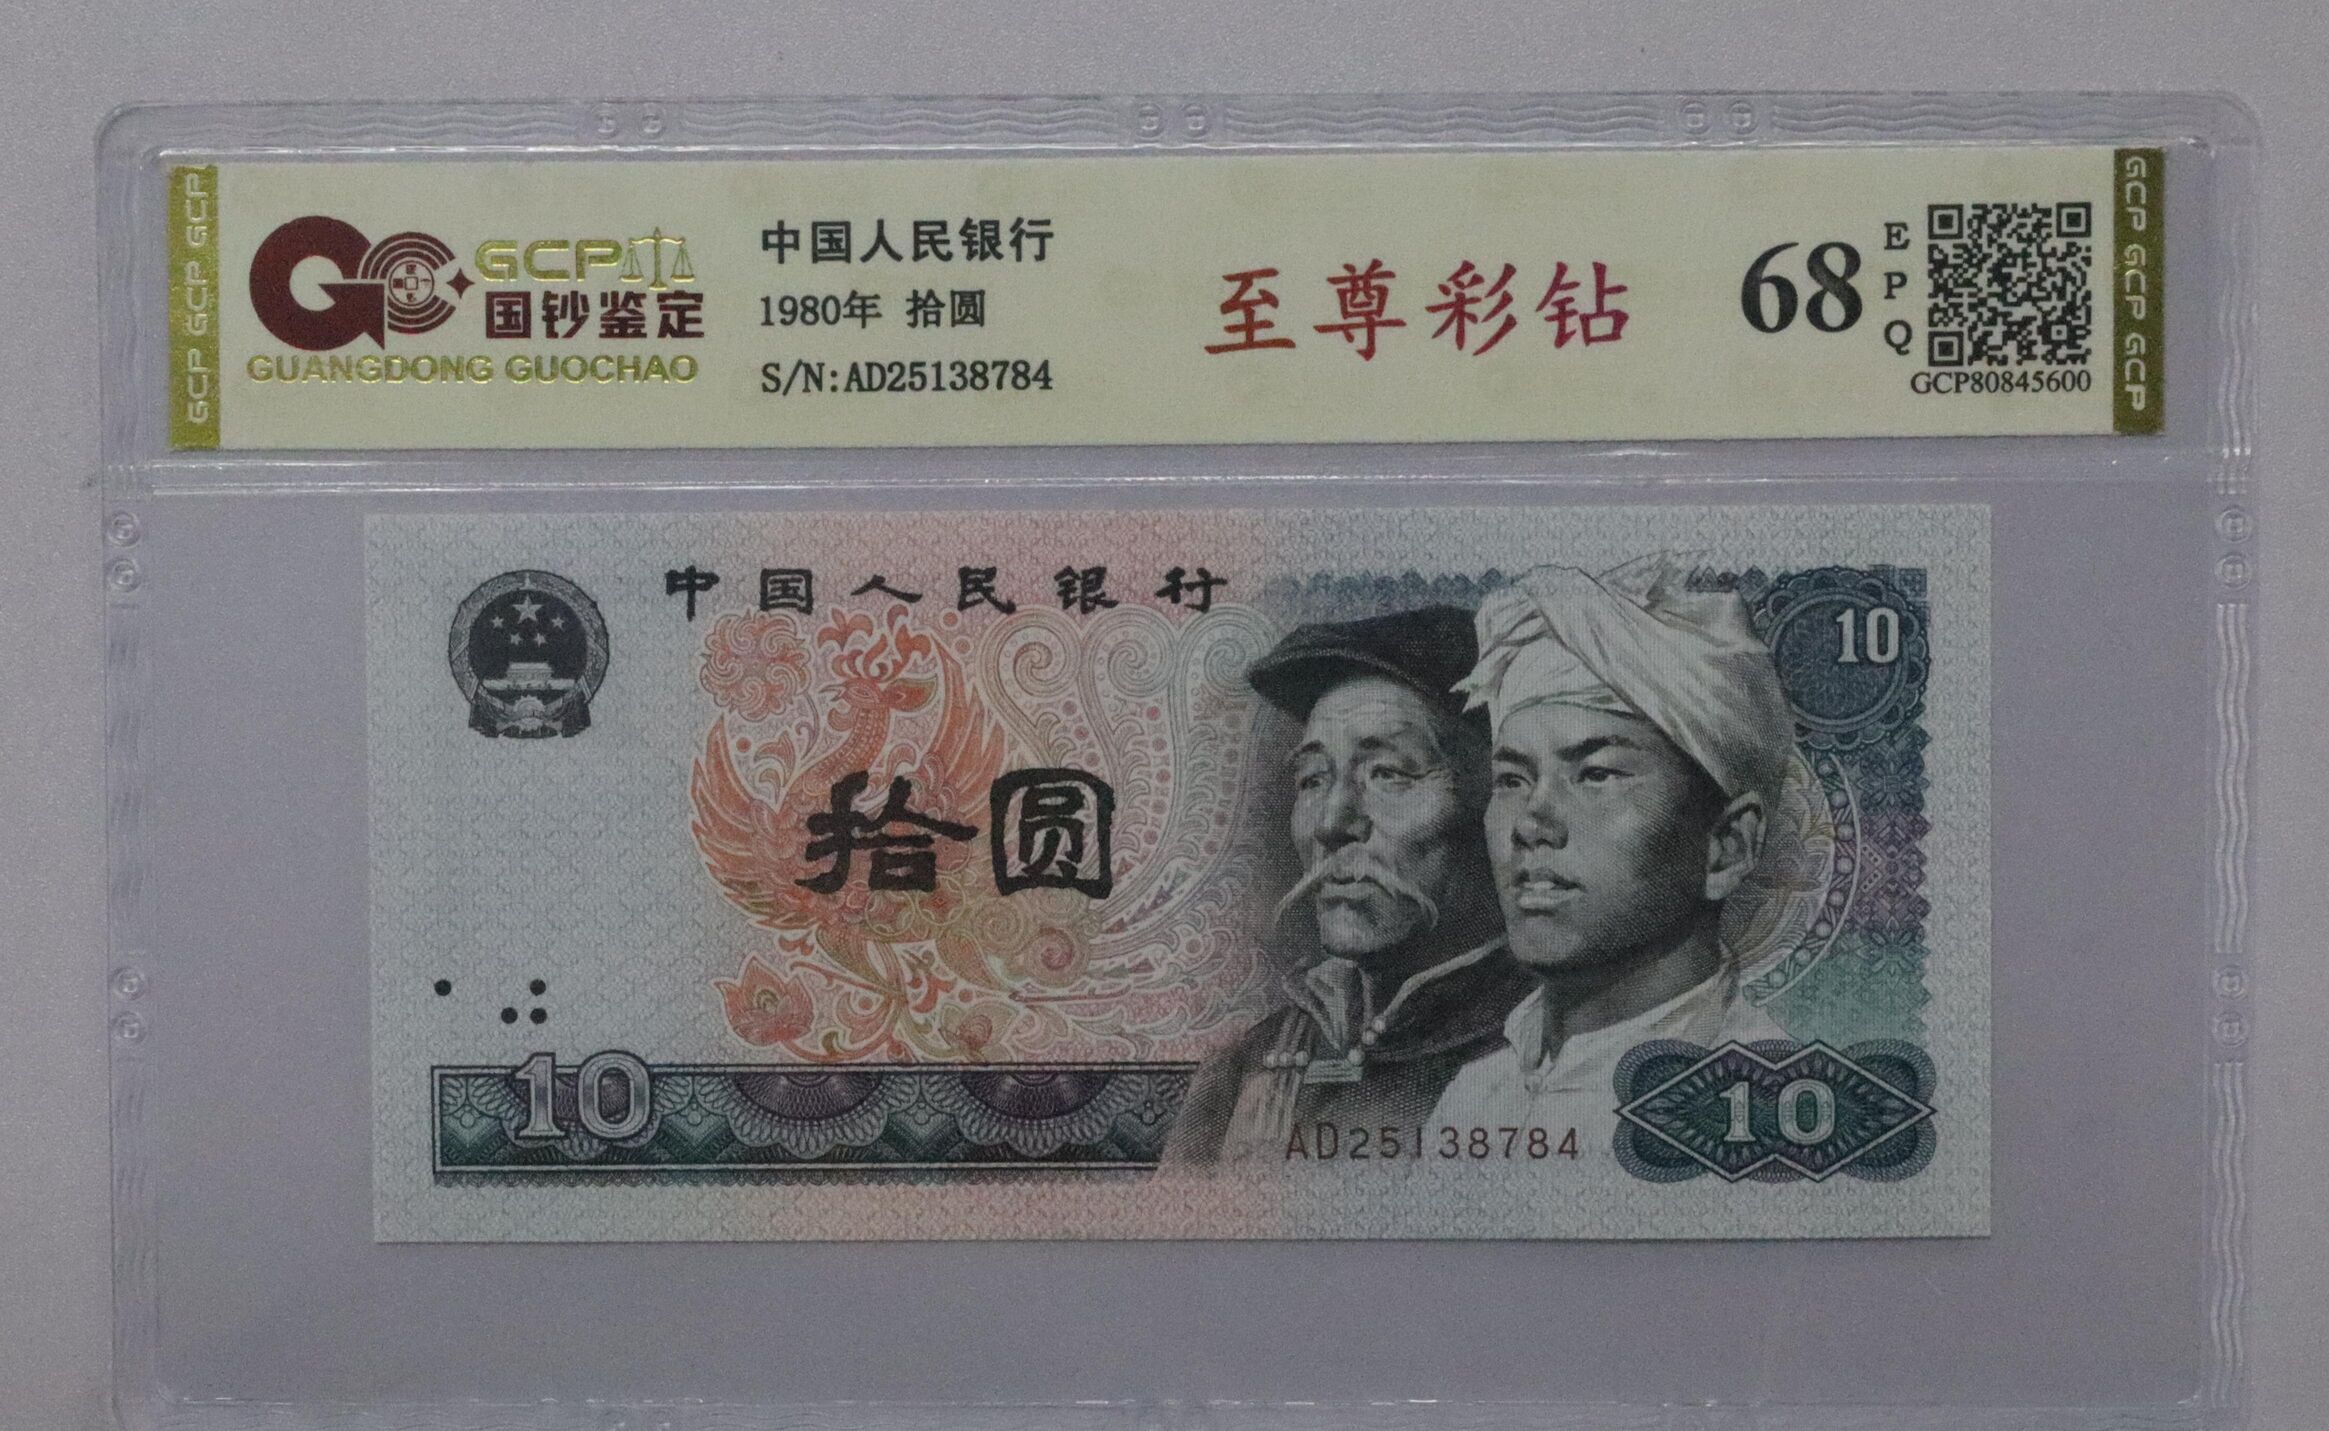 GCP GCP GCP
GCP
国钞鉴定
GUANGDONG GUOCHAO
中国人民银行
1980年 拾圆
S/N:AD25138784
至尊彩钻
68
EPQ
GCP80845600
GCP GCP GCP
中国人民银行
10
拾圆
10
AD25138784
10